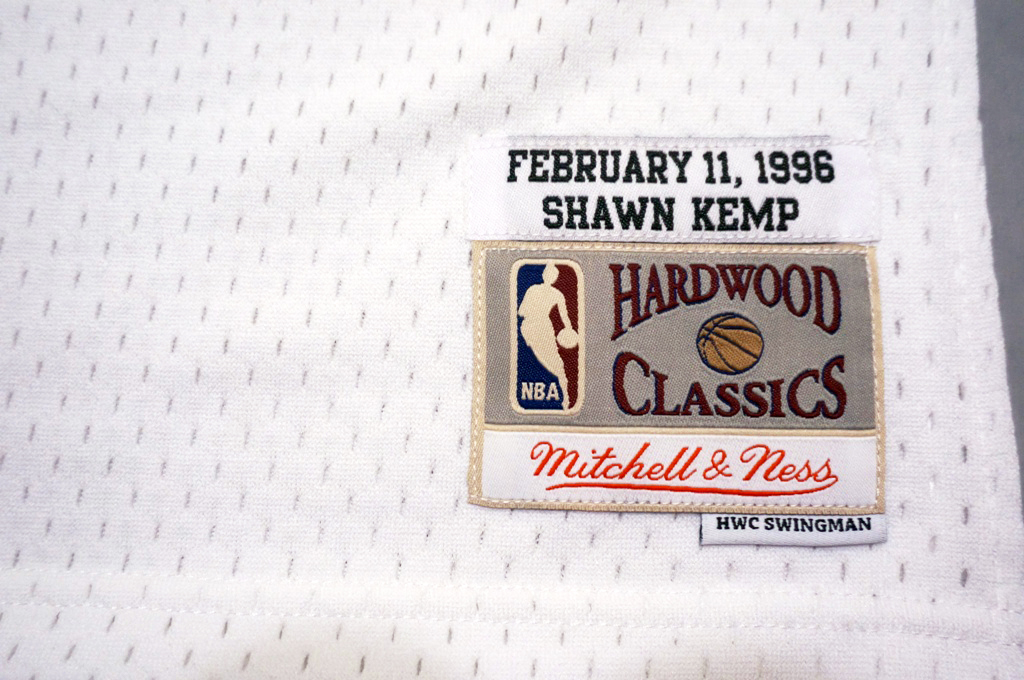 FEBRUARY 11, 1996
SHAWN KEMP
HARDWOOD
CLASSICS
NBA
Mitchell & Ness
HWC SWINGMAN